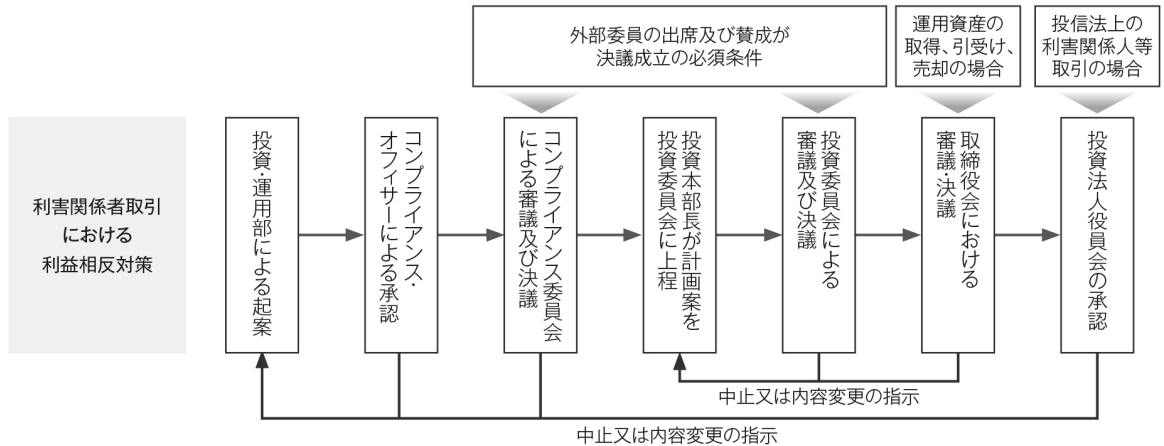 外部委員の出席及び賛成が
決議成立の必須条件
運用資産の
取得、引受け、
売却の場合
投信法上の
利害関係人等
取引の場合
利害関係者取引
における
利益相反対策
投資・運用部による起案
コンプライアンス・
オフィサーによる承認
コンプライアンス委員会
による審議及び決議
投資本部長が計画案を
投資委員会に上程
投資委員会による
審議及び決議
取締役会における
審議・決議
投資法人役員会の承認
中止又は内容変更の指示
中止又は内容変更の指示